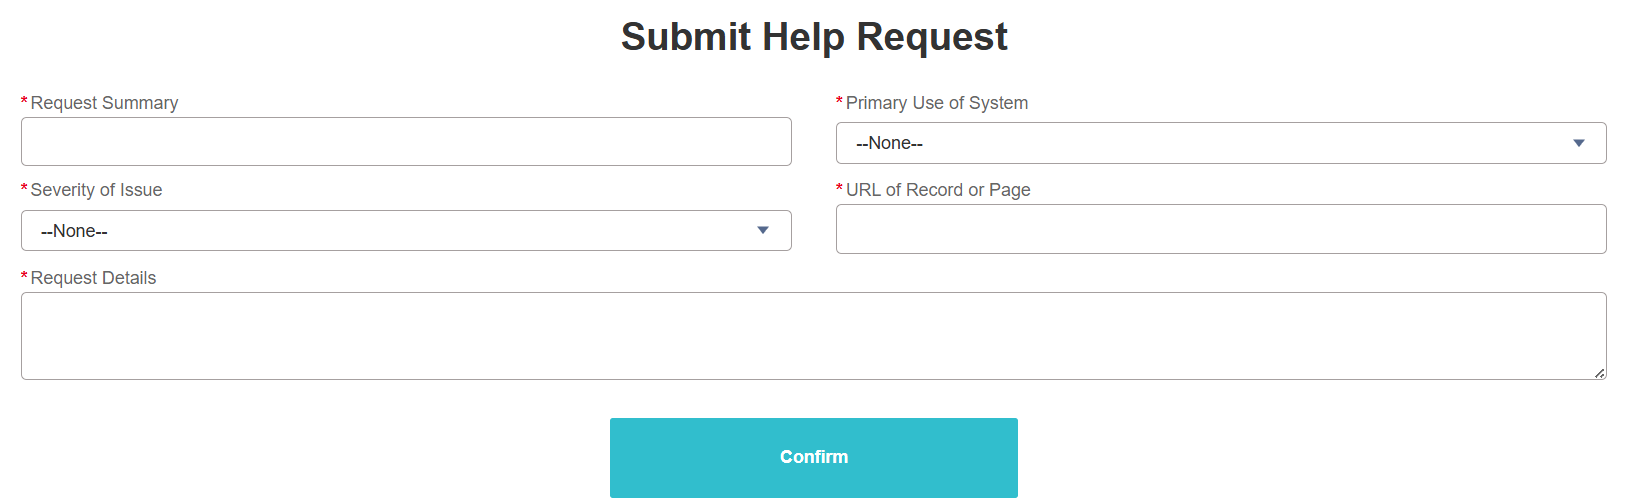 Submit Help Request
*Request Summary
*Primary Use of System
--None--
*Severity of Issue
*URL of Record or Page
--None--
*Request Details
Confirm